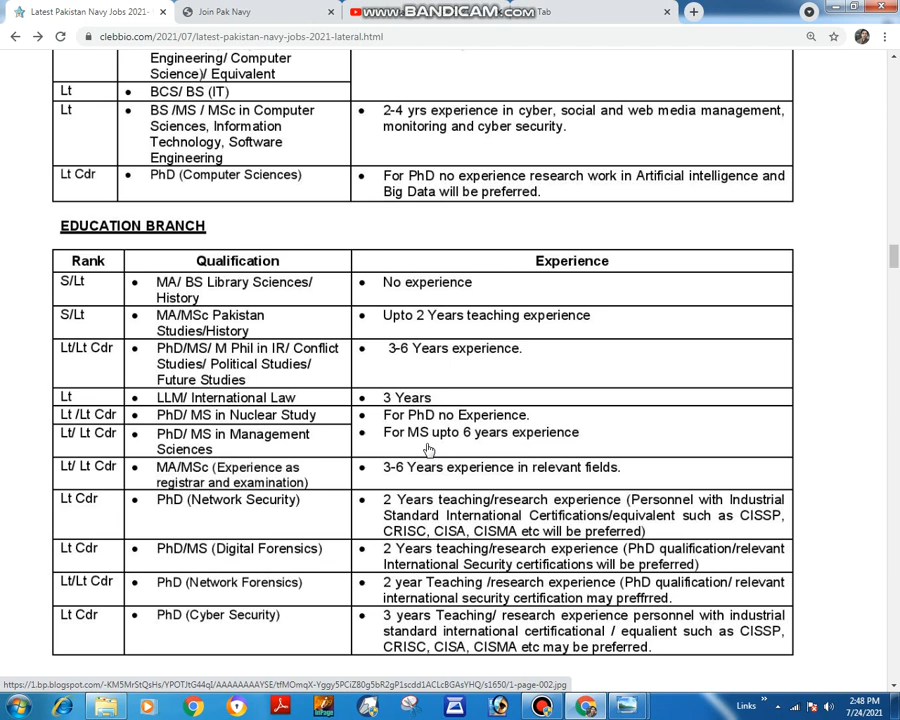 Latest Pakistan Navy Jobs 2021-
Join Pak Navy
www.BANDICAM.com
Tab
clebbio.com/2021/07/latest-pakistan-navy-jobs-2021-lateral.html
Engineering/ Computer
Science)/ Equivalent
Lt • BCS/ BS (IT)
Lt • BS /MS / MSc in Computer • 2-4 yrs experience in cyber, social and web media management,
Sciences, Information monitoring and cyber security.
Technology, Software
Engineering
Lt Cdr • PhD (Computer Sciences) • For PhD no experience research work in Artificial intelligence and
Big Data will be preferred.
EDUCATION BRANCH
Rank Qualification Experience
S/Lt • MA/ BS Library Sciences/ • No experience
History
S/Lt • MA/MSc Pakistan • Upto 2 Years teaching experience
Studies/History
Lt/Lt Cdr • PhD/MS/ M Phil in IR/ Conflict • 3-6 Years experience.
Studies/ Political Studies/
Future Studies
Lt • LLM/ International Law • 3 Years
Lt /Lt Cdr • PhD/ MS in Nuclear Study • For PhD no Experience.
Lt/ Lt Cdr • PhD/ MS in Management • For MS upto 6 years experience
Sciences
Lt/ Lt Cdr • MA/MSc (Experience as • 3-6 Years experience in relevant fields.
registrar and examination)
Lt Cdr • PhD (Network Security) • 2 Years teaching/research experience (Personnel with Industrial
Standard International Certifications/equivalent such as CISSP,
CRISC, CISA, CISMA etc will be preferred)
Lt Cdr • PhD/MS (Digital Forensics) • 2 Years teaching/research experience (PhD qualification/relevant
International Security certifications will be preferred)
Lt/Lt Cdr • PhD (Network Forensics) • 2 year Teaching /research experience (PhD qualification/ relevant
international security certification may preffrred.
Lt Cdr • PhD (Cyber Security) • 3 years Teaching/ research experience personnel with industrial
standard international certificational / equalient such as CISSP,
CRISC, CISA, CISMA etc may be preferred.
Links
2:48 PM
7/24/2021